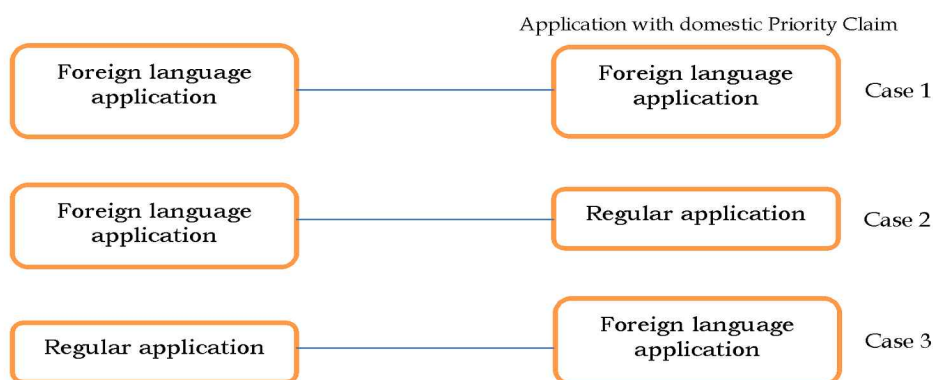 Application with domestic Priority Claim
Foreign language
application
Foreign language
application
Case 1
Foreign language
application
Regular application
Case 2
Regular application
Foreign language
application
Case 3